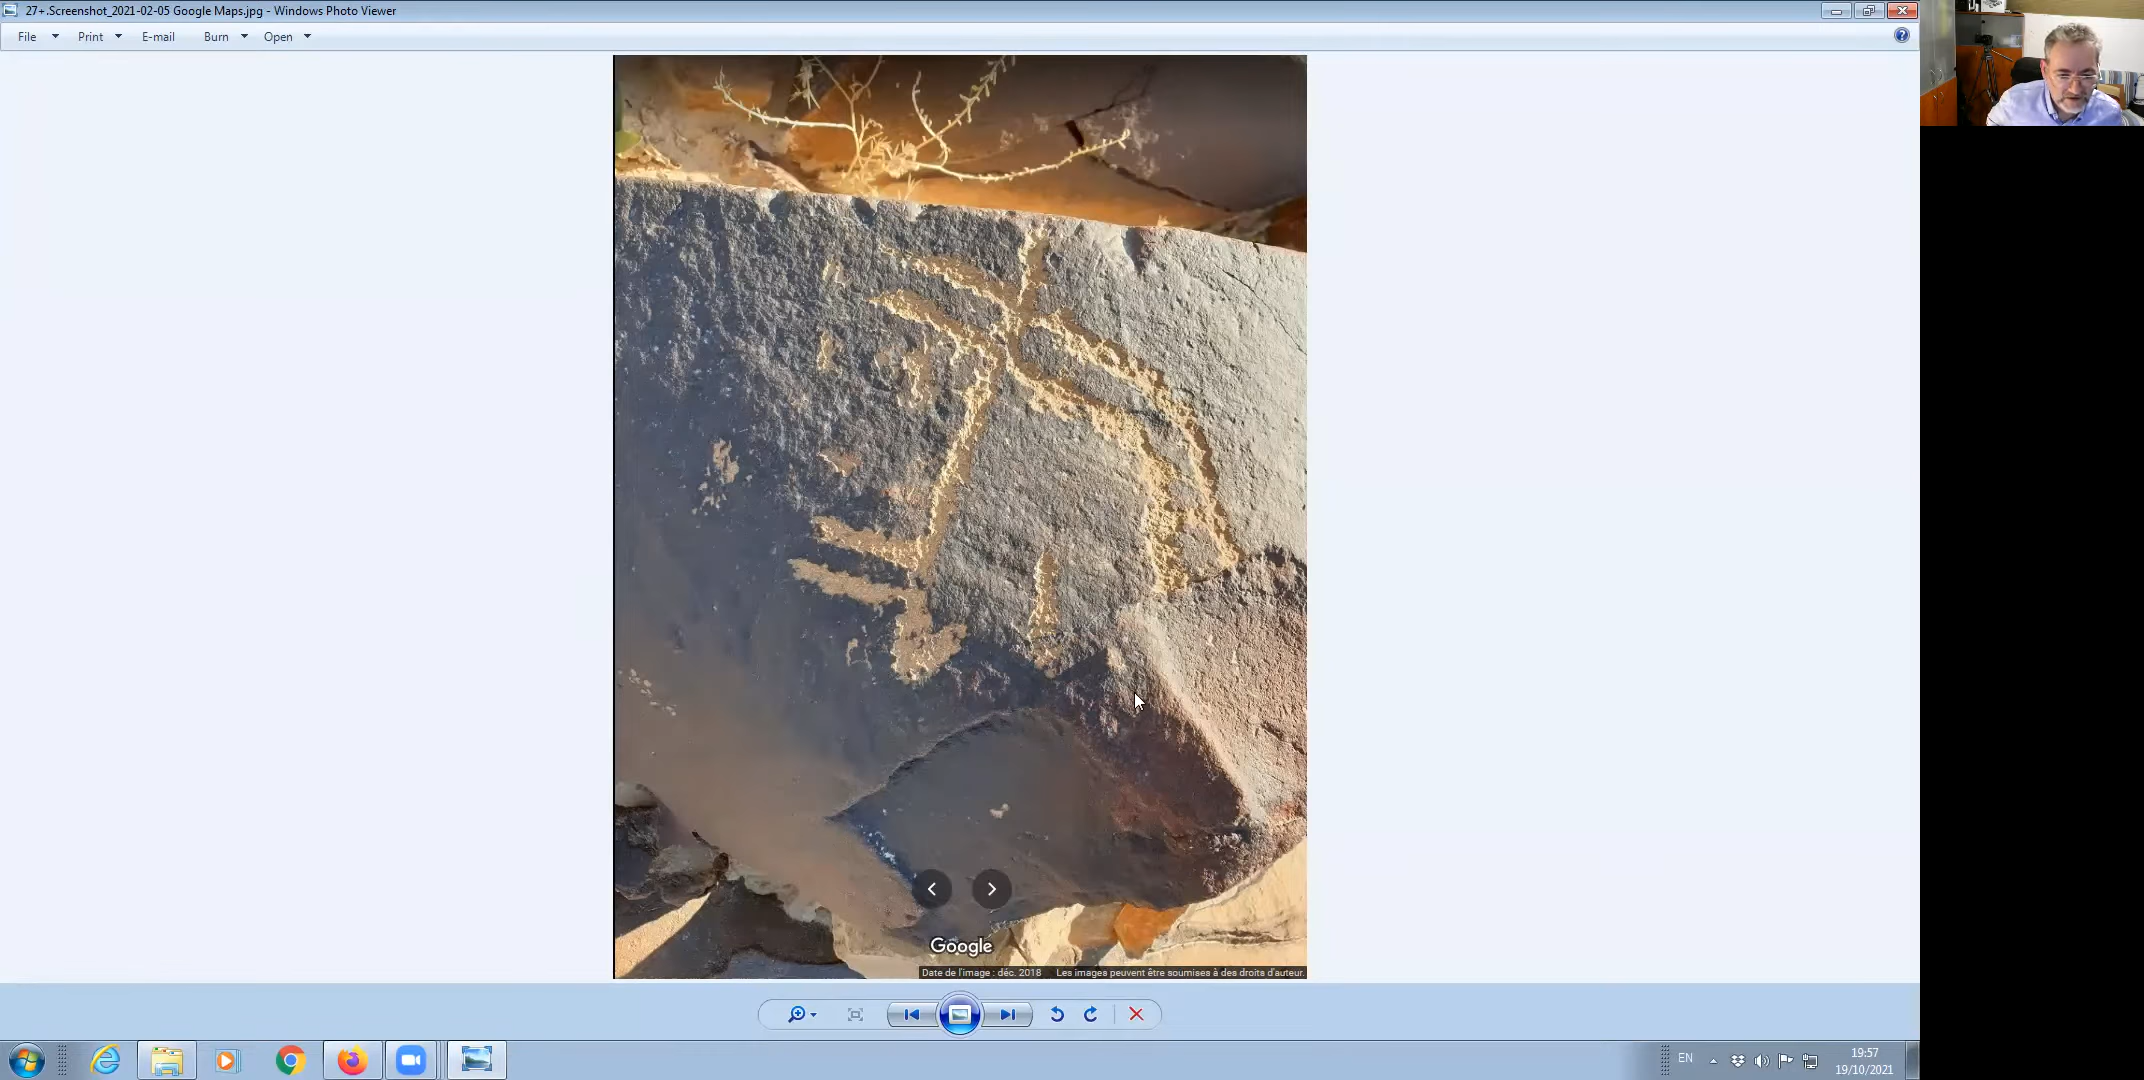 27+.Screenshot_2021-02-05 Google Maps.jpg - Windows Photo Viewer
File Print E-mail Burn Open
Google
Date de l'image : déc. 2018 Les images peuvent être soumises à des droits d'auteur.
EN
19:57
19/10/2021